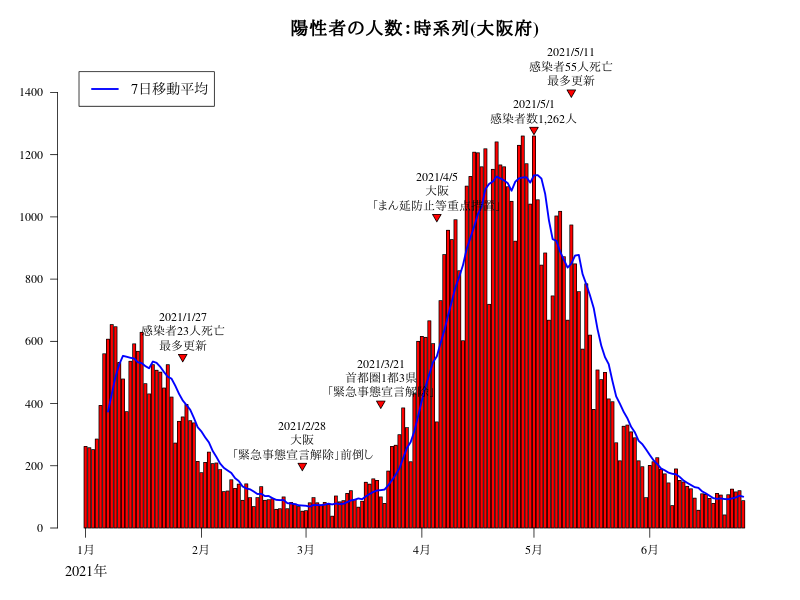 陽性者の人数：時系列(大阪府)
7日移動平均
2021/5/11
感染者55人死亡
最多更新
2021/5/1
感染者数1,262人
2021/4/5
大阪
「まん延防止等重点措置」
2021/1/27
感染者23人死亡
最多更新
2021/3/21
首都圏1都3県
「緊急事態宣言解除」
2021/2/28
大阪
「緊急事態宣言解除」前倒し
1400
1200
1000
800
600
400
200
0
1月 2月 3月 4月 5月 6月
2021年